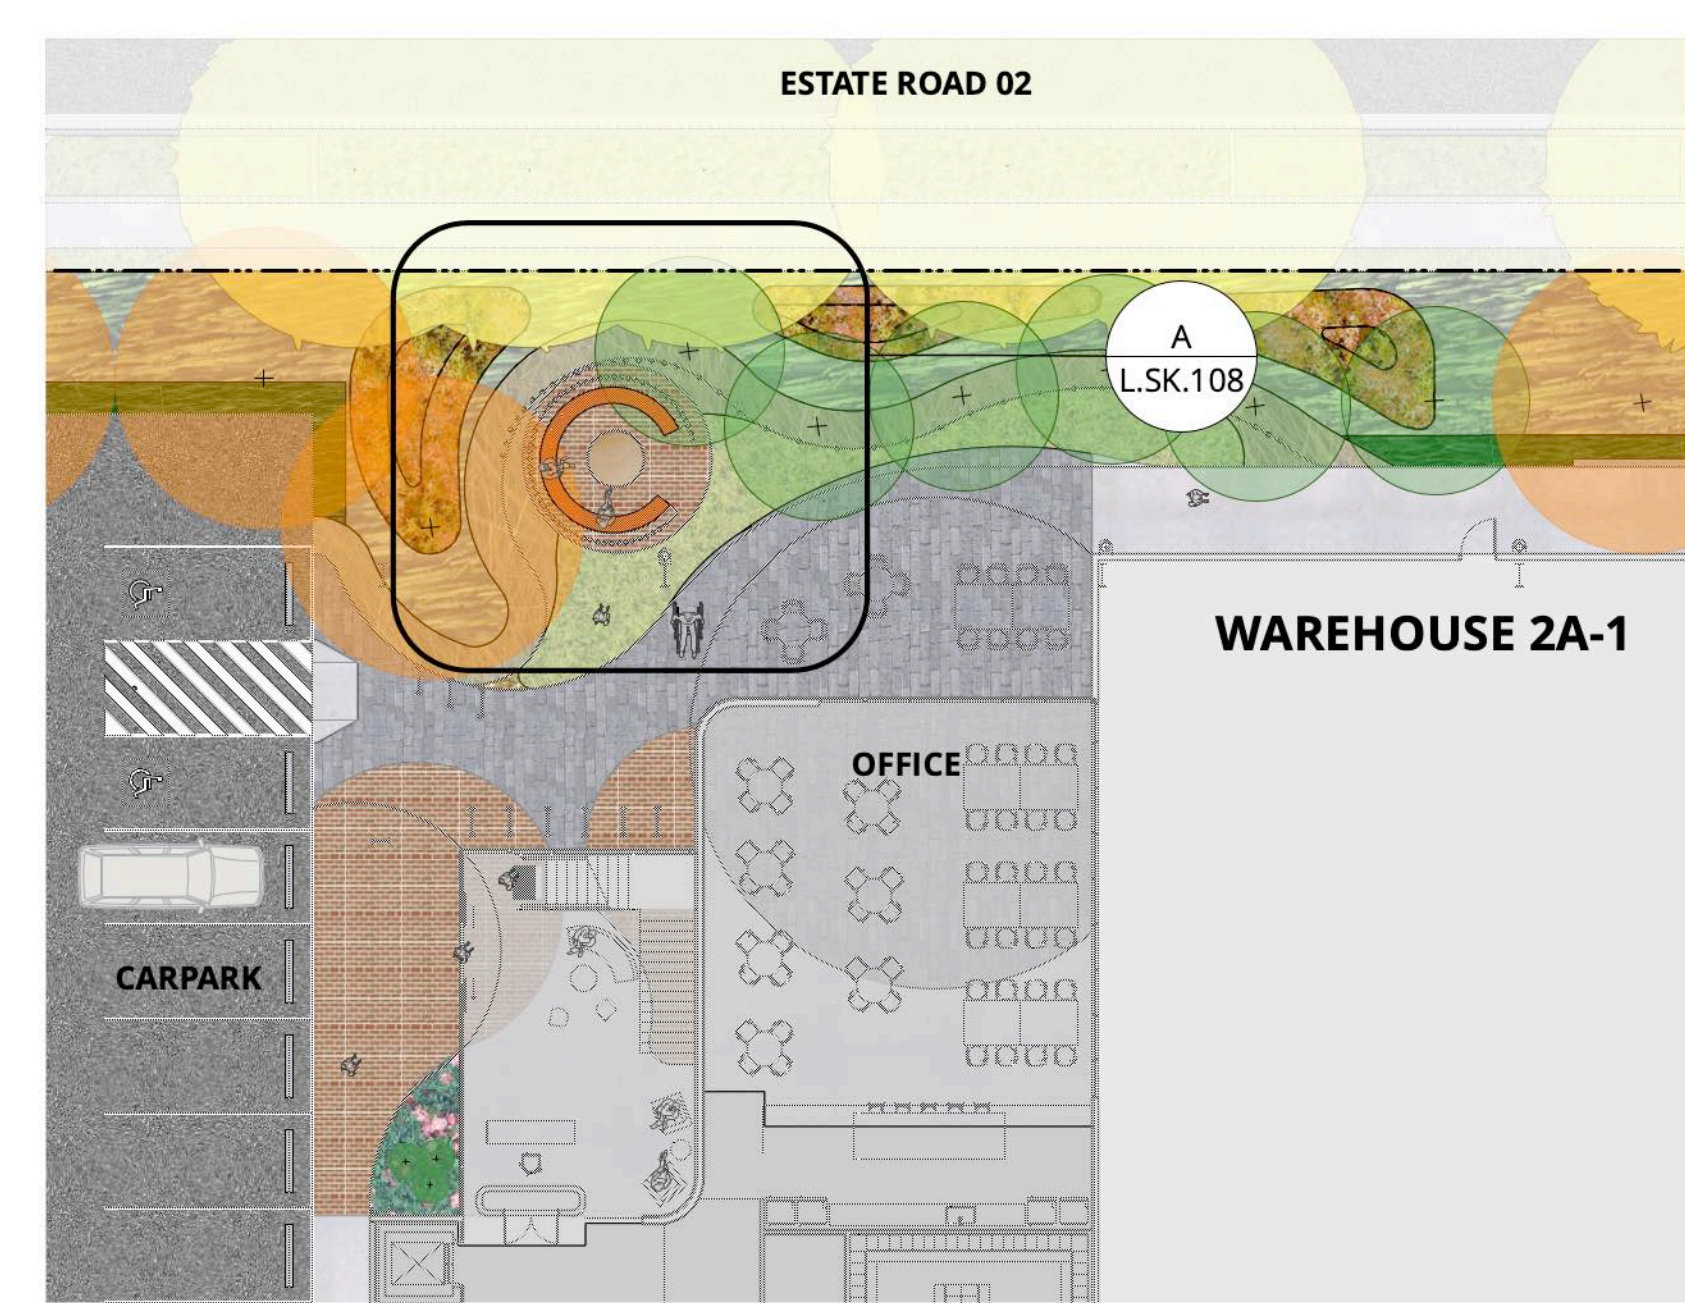 ESTATE ROAD 02
A
L.SK.108
WAREHOUSE 2A-1
OFFICE
CARPARK